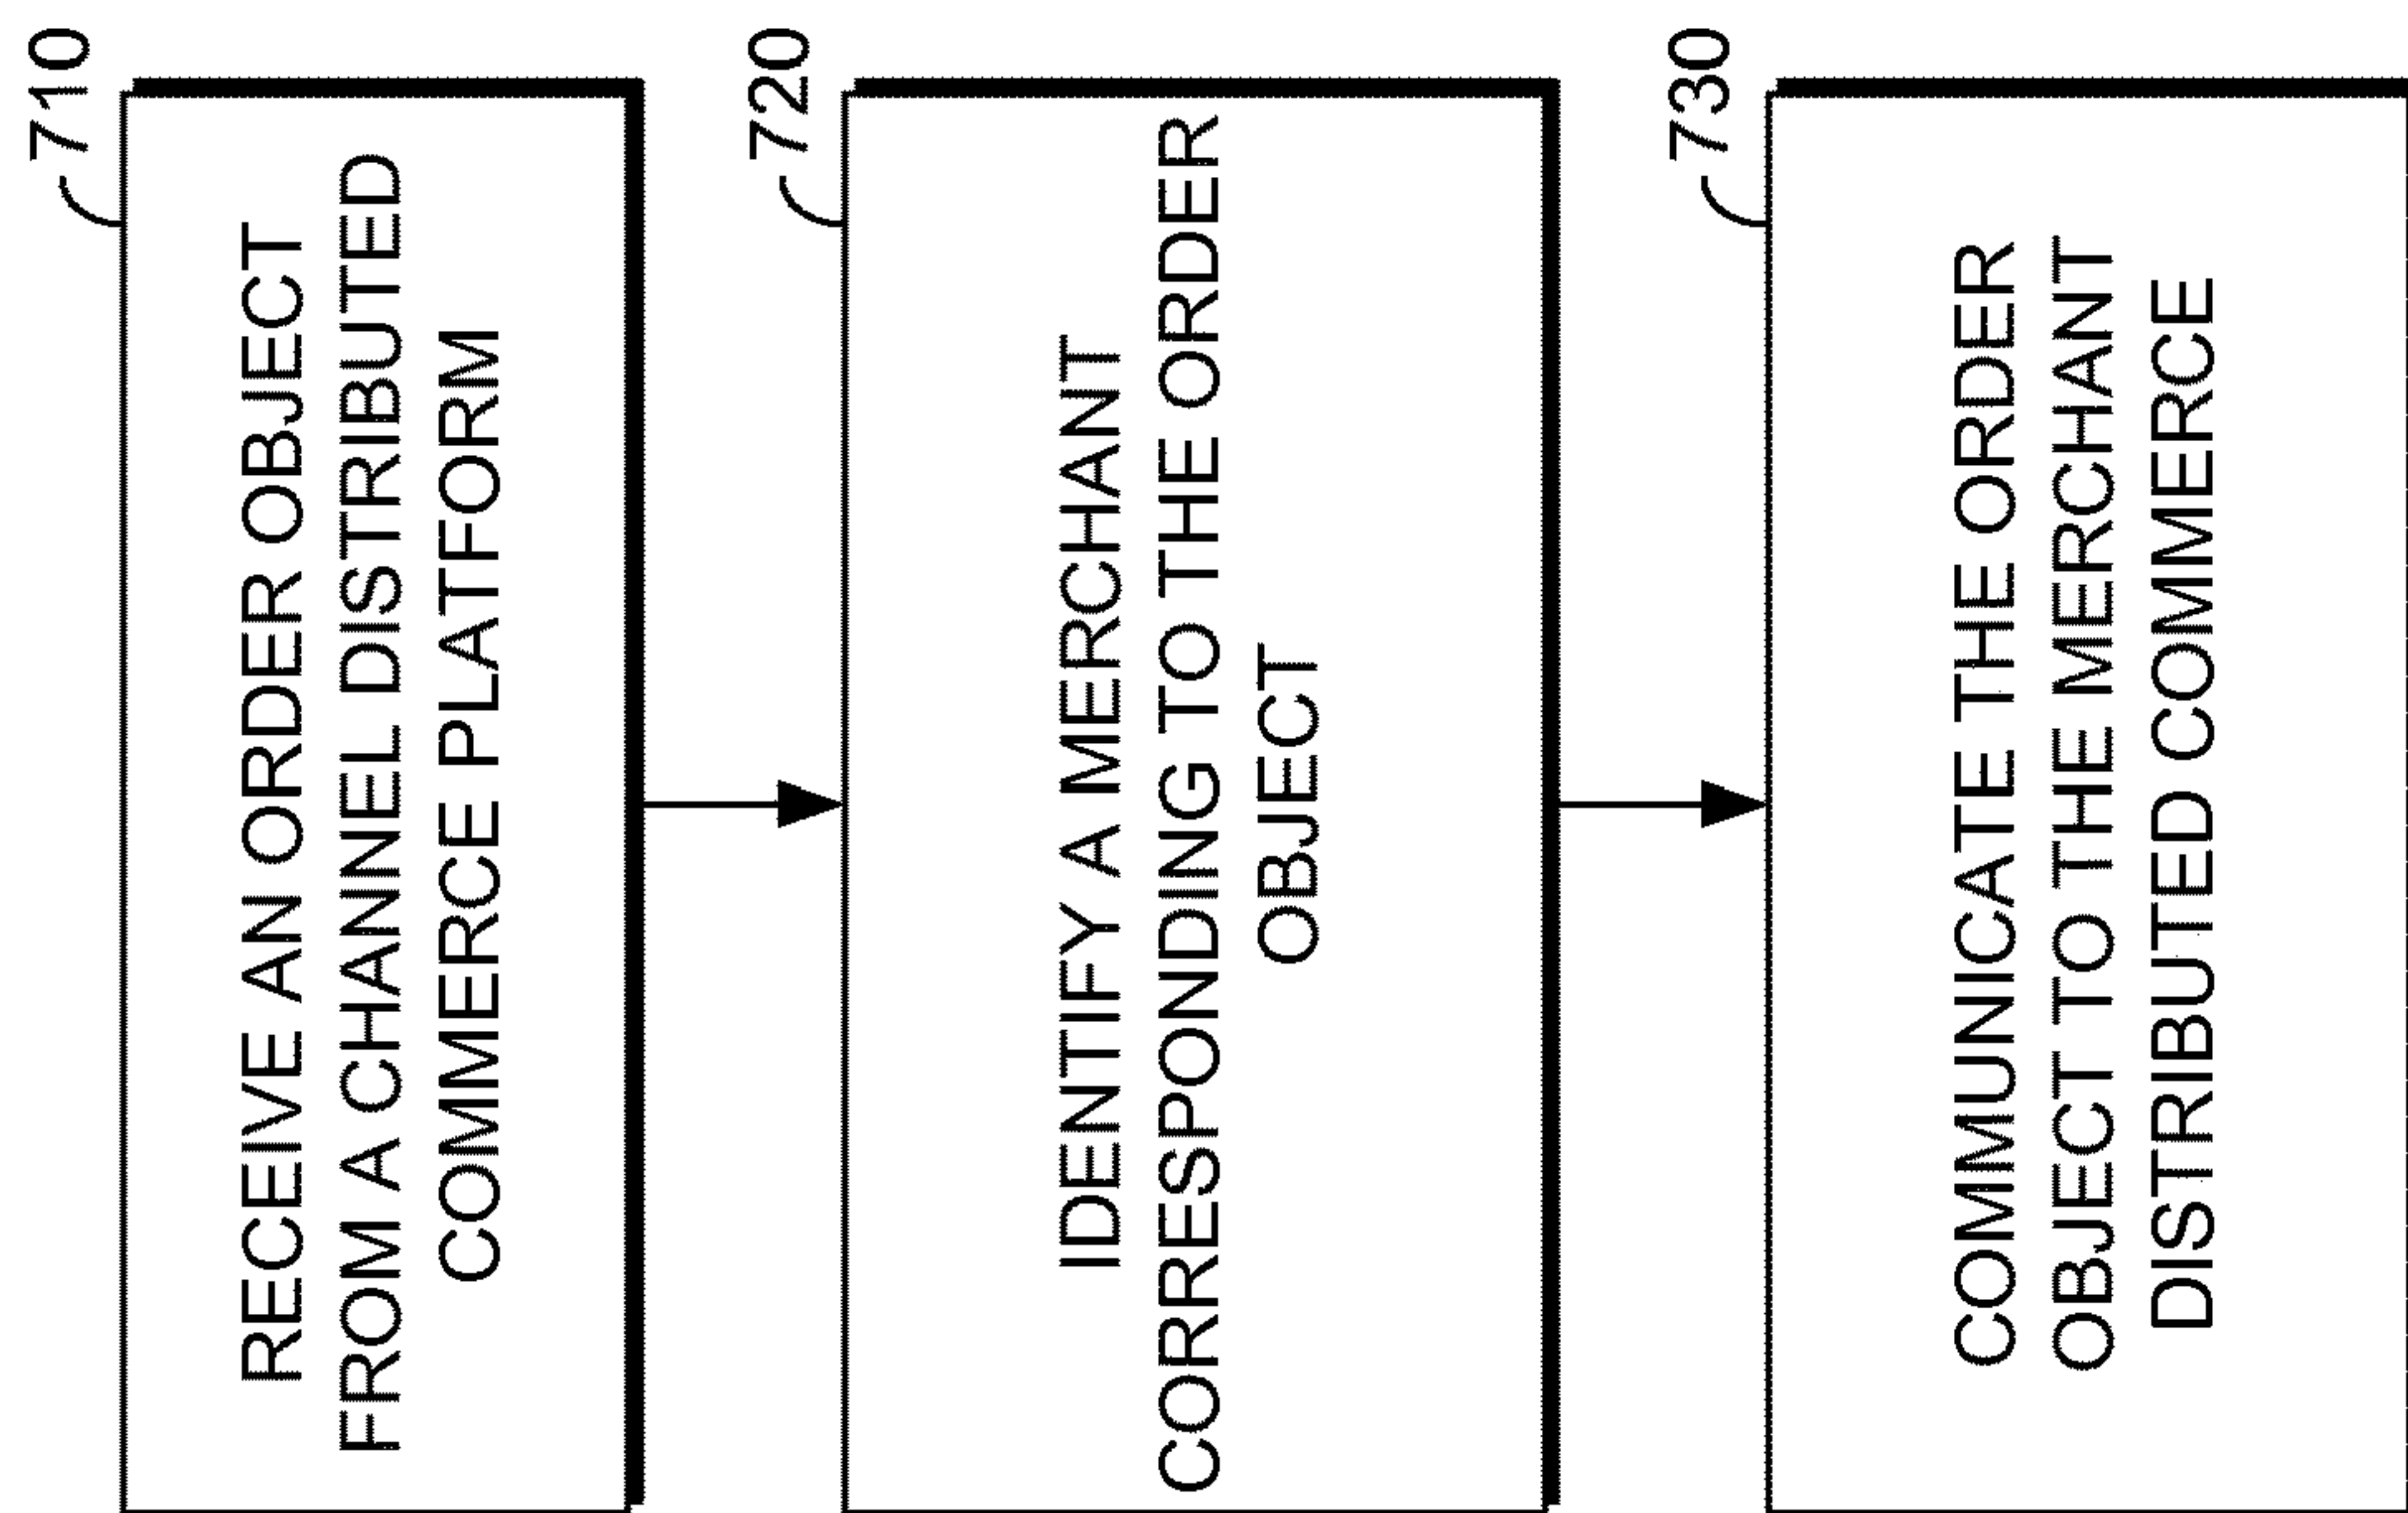 710
RECEIVE AN ORDER OBJECT
FROM A CHANNEL DISTRIBUTED
COMMERCE PLATFORM
720
IDENTIFY A MERCHANT
CORRESPONDING TO THE ORDER
OBJECT
730
COMMUNICATE THE ORDER
OBJECT TO THE MERCHANT
DISTRIBUTED COMMERCE